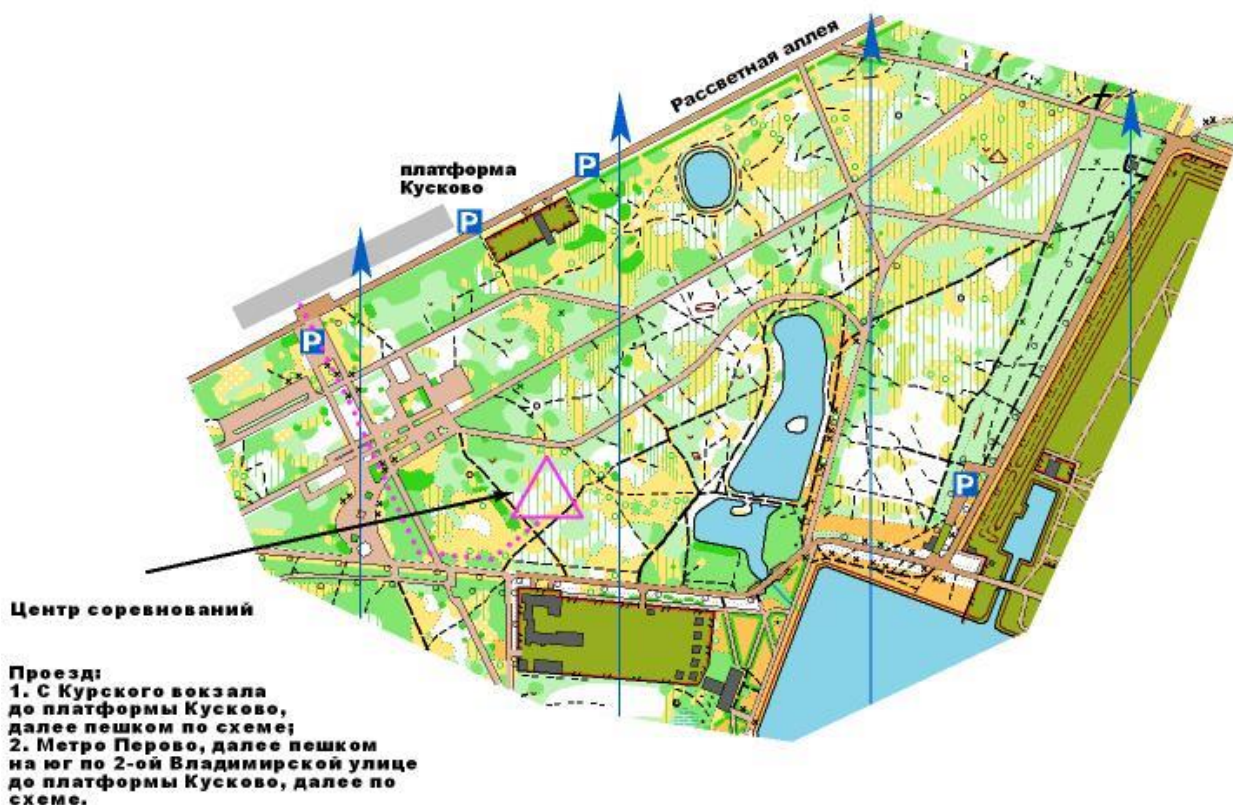 Рассветная аллея
платформа
Кусково
P
P
P
P
Центр соревнований
Проезд:
1. С Курского вокзала
до платформы Кусково,
далее пешком по схеме;
2. Метро Перово, далее пешком
на юг по 2-ой Владимирской улице
до платформы Кусково, далее по
схеме.